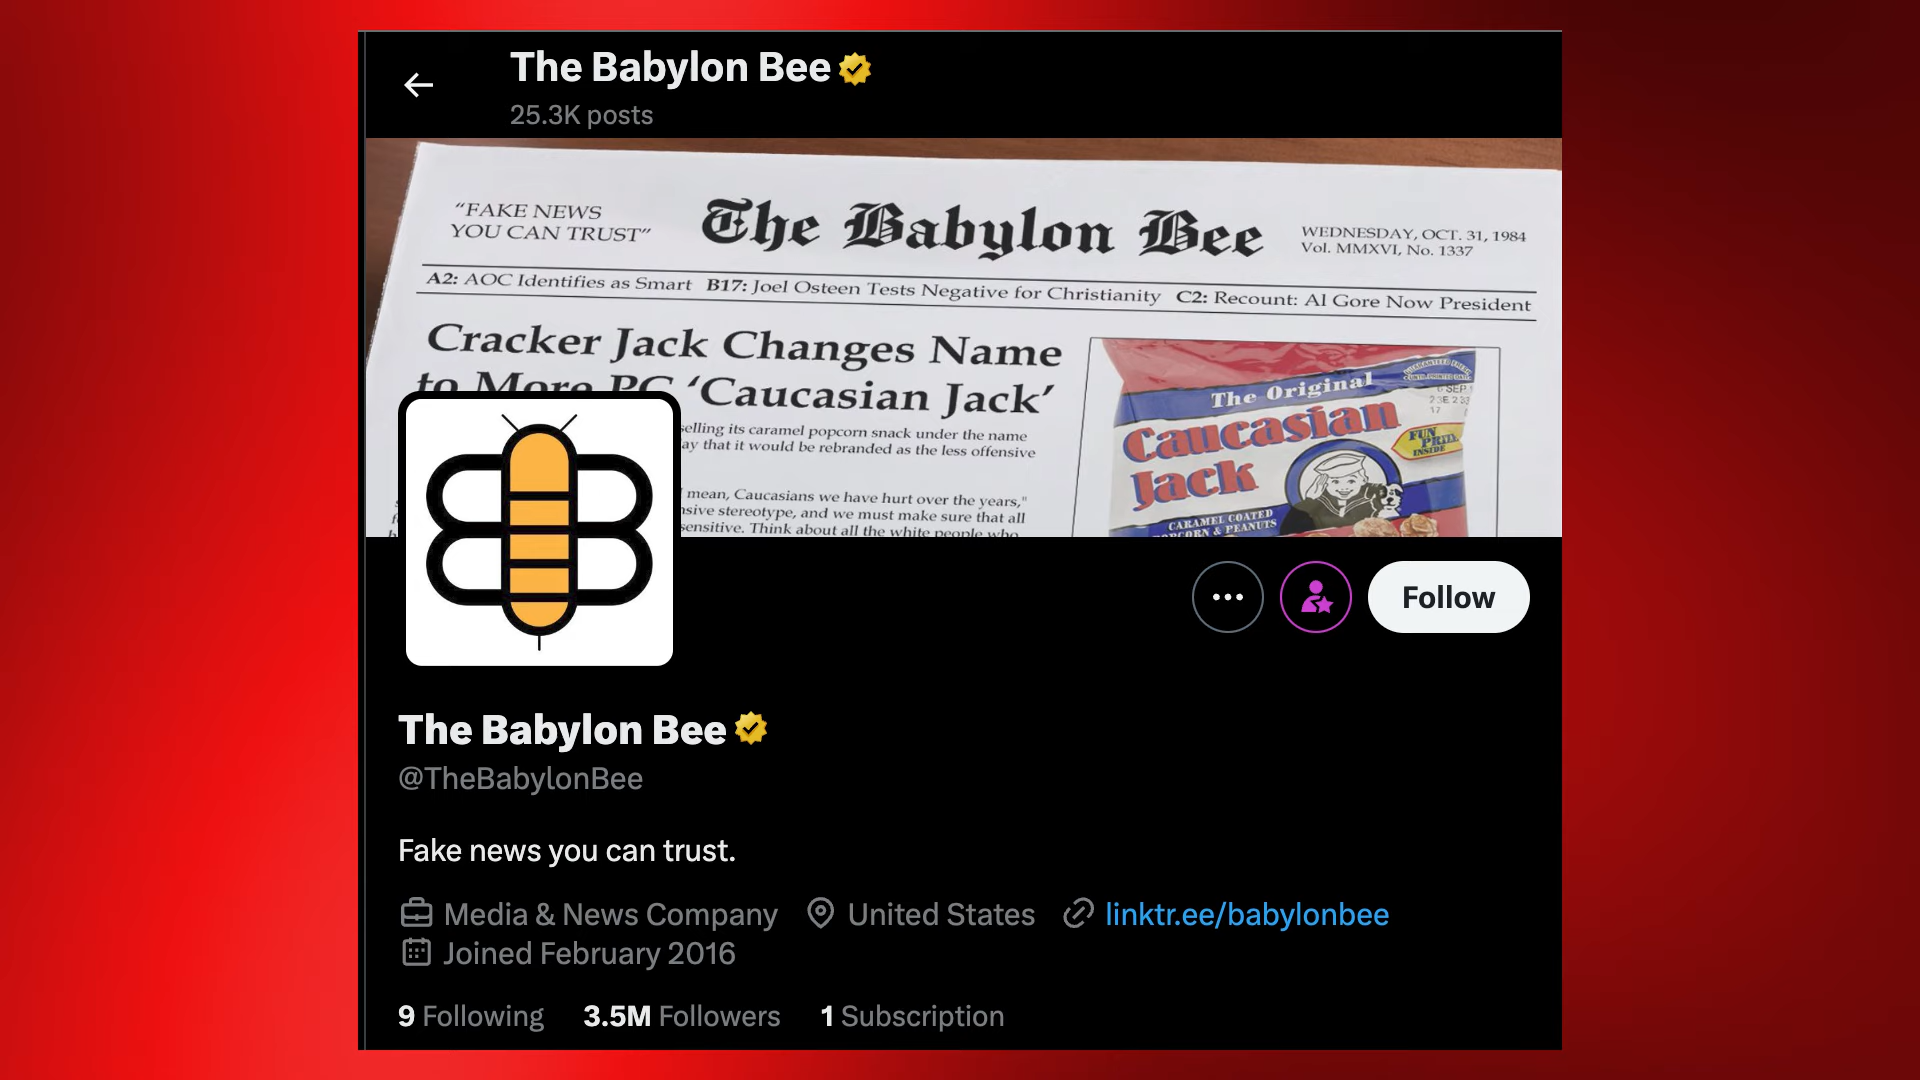 The Babylon Bee
25.3K posts
"FAKE NEWS
YOU CAN TRUST"
The Babylon Bee
WEDNESDAY, OCT. 31, 1984
Vol. MMXVI, No. 1337
A2: AOC Identifies as Smart B17: Joel Osteen Tests Negative for Christianity C2: Recount: Al Gore Now President
Cracker Jack Changes Name
to More PC 'Caucasian Jack'
selling its caramel popcorn snack under the name
that it would be rebranded as the less offensive
mean, Caucasians we have hurt over the years,"
stereotype, and we must make sure that all
sensitive. Think about all the white people who
The Original
Caucasian
Jack
FUN
PRIZE
INSIDE
CARAMEL COATED
POPCORN & PEANUTS
Follow
The Babylon Bee
@TheBabylonBee
Fake news you can trust.
Media & News Company United States linktr.ee/babylonbee
Joined February 2016
9 Following 3.5M Followers 1 Subscription